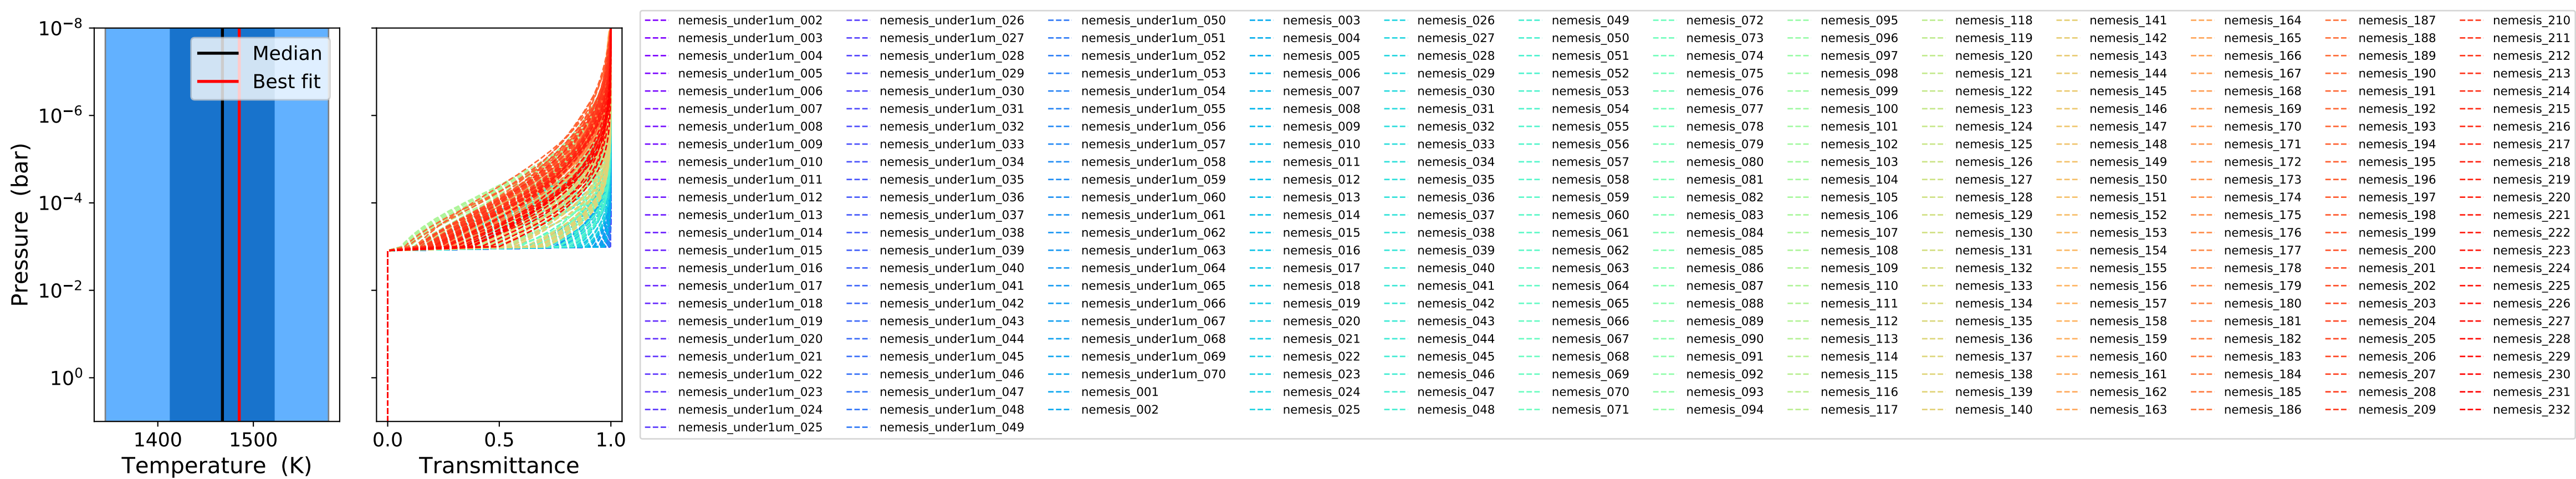 10⁻⁸
10⁻⁶
10⁻⁴
10⁻²
10⁰
Pressure (bar)
Median
Best fit
1400 1500
Temperature (K)
0.0 0.5 1.0
Transmittance
nemesis_under1um_002 nemesis_under1um_026 nemesis_under1um_050 nemesis_003 nemesis_026 nemesis_049 nemesis_072 nemesis_095 nemesis_118 nemesis_141 nemesis_164 nemesis_187 nemesis_210
nemesis_under1um_003 nemesis_under1um_027 nemesis_under1um_051 nemesis_004 nemesis_027 nemesis_050 nemesis_073 nemesis_096 nemesis_119 nemesis_142 nemesis_165 nemesis_188 nemesis_211
nemesis_under1um_004 nemesis_under1um_028 nemesis_under1um_052 nemesis_005 nemesis_028 nemesis_051 nemesis_074 nemesis_097 nemesis_120 nemesis_143 nemesis_166 nemesis_189 nemesis_212
nemesis_under1um_005 nemesis_under1um_029 nemesis_under1um_053 nemesis_006 nemesis_029 nemesis_052 nemesis_075 nemesis_098 nemesis_121 nemesis_144 nemesis_167 nemesis_190 nemesis_213
nemesis_under1um_006 nemesis_under1um_030 nemesis_under1um_054 nemesis_007 nemesis_030 nemesis_053 nemesis_076 nemesis_099 nemesis_122 nemesis_145 nemesis_168 nemesis_191 nemesis_214
nemesis_under1um_007 nemesis_under1um_031 nemesis_under1um_055 nemesis_008 nemesis_031 nemesis_054 nemesis_077 nemesis_100 nemesis_123 nemesis_146 nemesis_169 nemesis_192 nemesis_215
nemesis_under1um_008 nemesis_under1um_032 nemesis_under1um_056 nemesis_009 nemesis_032 nemesis_055 nemesis_078 nemesis_101 nemesis_124 nemesis_147 nemesis_170 nemesis_193 nemesis_216
nemesis_under1um_009 nemesis_under1um_033 nemesis_under1um_057 nemesis_010 nemesis_033 nemesis_056 nemesis_079 nemesis_102 nemesis_125 nemesis_148 nemesis_171 nemesis_194 nemesis_217
nemesis_under1um_010 nemesis_under1um_034 nemesis_under1um_058 nemesis_011 nemesis_034 nemesis_057 nemesis_080 nemesis_103 nemesis_126 nemesis_149 nemesis_172 nemesis_195 nemesis_218
nemesis_under1um_011 nemesis_under1um_035 nemesis_under1um_059 nemesis_012 nemesis_035 nemesis_058 nemesis_081 nemesis_104 nemesis_127 nemesis_150 nemesis_173 nemesis_196 nemesis_219
nemesis_under1um_012 nemesis_under1um_036 nemesis_under1um_060 nemesis_013 nemesis_036 nemesis_059 nemesis_082 nemesis_105 nemesis_128 nemesis_151 nemesis_174 nemesis_197 nemesis_220
nemesis_under1um_013 nemesis_under1um_037 nemesis_under1um_061 nemesis_014 nemesis_037 nemesis_060 nemesis_083 nemesis_106 nemesis_129 nemesis_152 nemesis_175 nemesis_198 nemesis_221
nemesis_under1um_014 nemesis_under1um_038 nemesis_under1um_062 nemesis_015 nemesis_038 nemesis_061 nemesis_084 nemesis_107 nemesis_130 nemesis_153 nemesis_176 nemesis_199 nemesis_222
nemesis_under1um_015 nemesis_under1um_039 nemesis_under1um_063 nemesis_016 nemesis_039 nemesis_062 nemesis_085 nemesis_108 nemesis_131 nemesis_154 nemesis_177 nemesis_200 nemesis_223
nemesis_under1um_016 nemesis_under1um_040 nemesis_under1um_064 nemesis_017 nemesis_040 nemesis_063 nemesis_086 nemesis_109 nemesis_132 nemesis_155 nemesis_178 nemesis_201 nemesis_224
nemesis_under1um_017 nemesis_under1um_041 nemesis_under1um_065 nemesis_018 nemesis_041 nemesis_064 nemesis_087 nemesis_110 nemesis_133 nemesis_156 nemesis_179 nemesis_202 nemesis_225
nemesis_under1um_018 nemesis_under1um_042 nemesis_under1um_066 nemesis_019 nemesis_042 nemesis_065 nemesis_088 nemesis_111 nemesis_134 nemesis_157 nemesis_180 nemesis_203 nemesis_226
nemesis_under1um_019 nemesis_under1um_043 nemesis_under1um_067 nemesis_020 nemesis_043 nemesis_066 nemesis_089 nemesis_112 nemesis_135 nemesis_158 nemesis_181 nemesis_204 nemesis_227
nemesis_under1um_020 nemesis_under1um_044 nemesis_under1um_068 nemesis_021 nemesis_044 nemesis_067 nemesis_090 nemesis_113 nemesis_136 nemesis_159 nemesis_182 nemesis_205 nemesis_228
nemesis_under1um_021 nemesis_under1um_045 nemesis_under1um_069 nemesis_022 nemesis_045 nemesis_068 nemesis_091 nemesis_114 nemesis_137 nemesis_160 nemesis_183 nemesis_206 nemesis_229
nemesis_under1um_022 nemesis_under1um_046 nemesis_under1um_070 nemesis_023 nemesis_046 nemesis_069 nemesis_092 nemesis_115 nemesis_138 nemesis_161 nemesis_184 nemesis_207 nemesis_230
nemesis_under1um_023 nemesis_under1um_047 nemesis_001 nemesis_024 nemesis_047 nemesis_070 nemesis_093 nemesis_116 nemesis_139 nemesis_162 nemesis_185 nemesis_208 nemesis_231
nemesis_under1um_024 nemesis_under1um_048 nemesis_002 nemesis_025 nemesis_048 nemesis_071 nemesis_094 nemesis_117 nemesis_140 nemesis_163 nemesis_186 nemesis_209 nemesis_232
nemesis_under1um_025 nemesis_under1um_049